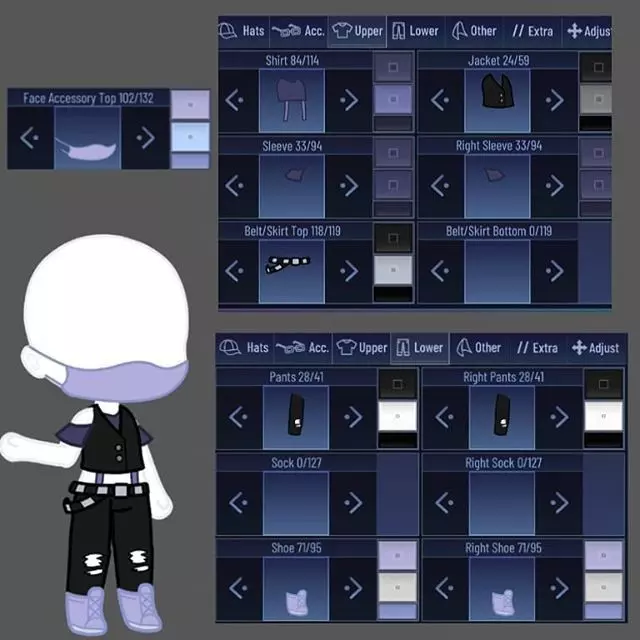 Hats Acc. Upper Lower Other // Extra Adjus
Shirt 84/114 Jacket 24/59
Face Accessory Top 102/132
Sleeve 33/94 Right Sleeve 33/94
Belt/Skirt Top 118/119 Belt/Skirt Bottom 0/119
Hats Acc. Upper Lower Other // Extra Adjust
Pants 28/41 Right Pants 28/41
Sock 0/127 Right Sock 0/127
Shoe 71/95 Right Shoe 71/95